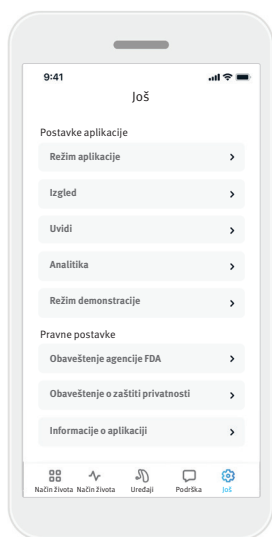 9:41
Još
Postavke aplikacije
Režim aplikacije
Izgled
Uvidi
Analitika
Režim demonstracije
Pravne postavke
Obaveštenje agencije FDA
Obaveštenje o zaštiti privatnosti
Informacije o aplikaciji
Način života Način života Uređaji Podrška Još